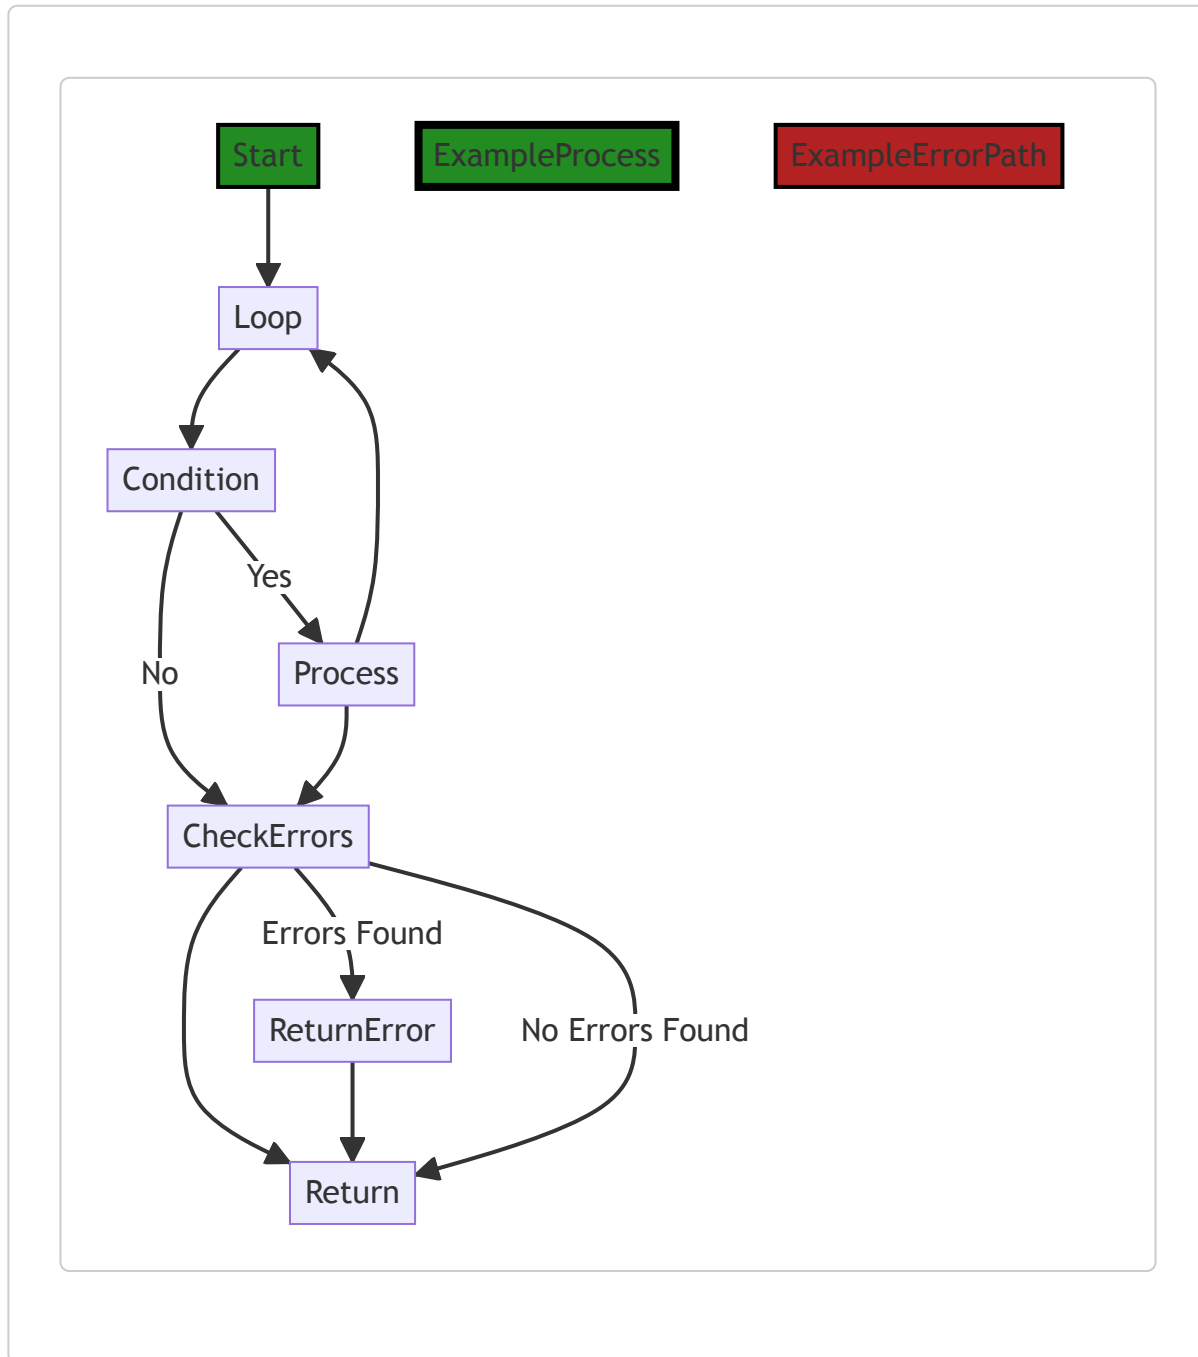 Start
ExampleProcess
ExampleErrorPath
Loop
Condition
Yes
No
Process
CheckErrors
Errors Found
ReturnError
No Errors Found
Return